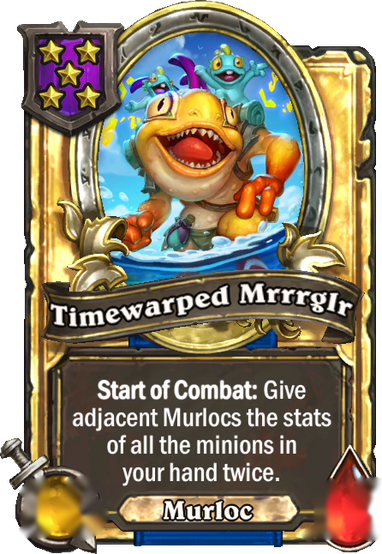 Timewarped Mrrrglr
Start of Combat: Give
adjacent Murlocs the stats
of all the minions in
your hand twice.
Murloc